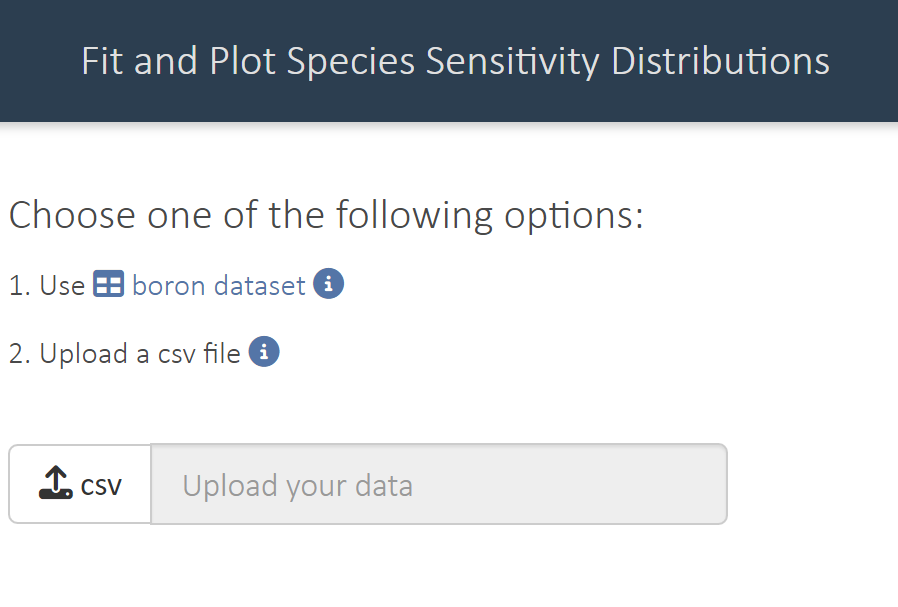 Fit and Plot Species Sensitivity Distributions
Choose one of the following options:
1. Use boron dataset
2. Upload a csv file
csv Upload your data